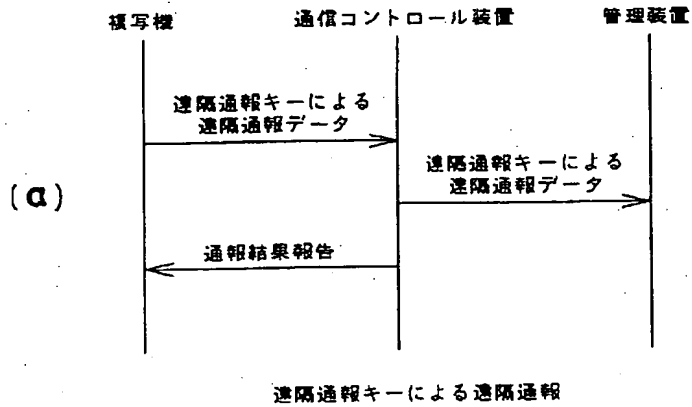 複写機 通信コントロール装置 管理装置
遠隔通報キーによる
遠隔通報データ
遠隔通報キーによる
遠隔通報データ
(a)
通報結果報告
遠隔通報キーによる遠隔通報